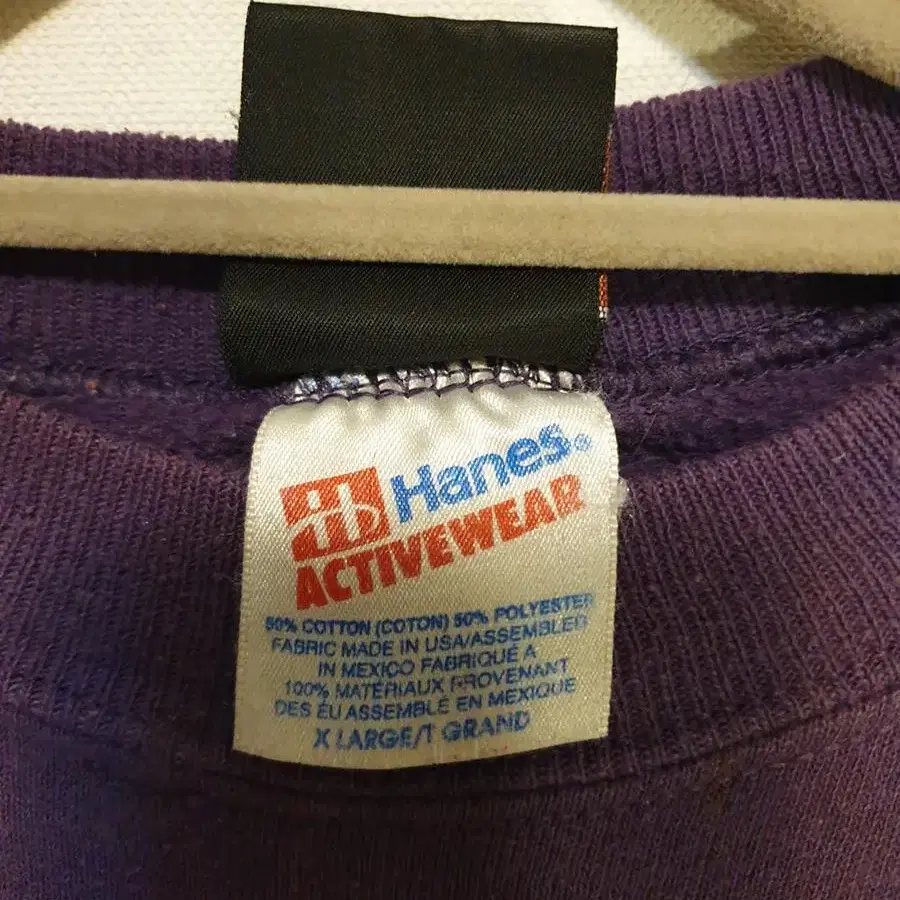 Hanes®
ACTIVEWEAR
50% COTTON (COTON) 50% POLYESTER
FABRIC MADE IN USA/ASSEMBLED
IN MEXICO FABRIQUÉ A
100% MATÉRIAUX PROVENANT
DES ÉU ASSEMBLÉ EN MEXIQUE
X LARGE/T GRAND